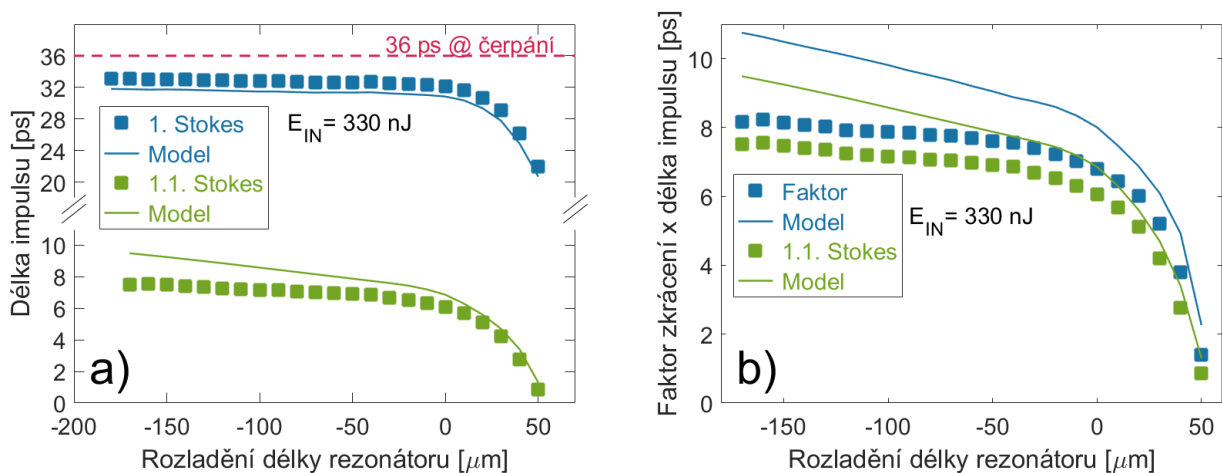 36 ps @ čerpání
36
32
28
24
20
10
8
6
4
2
0
Délka impulsu [ps]
1. Stokes
Model
1.1. Stokes
Model
E_IN = 330 nJ
a)
-200 -150 -100 -50 0 50
Rozladění délky rezonátoru [μm]
10
8
6
4
2
0
Faktor zkrácení x délka impulsu [ps]
Faktor
Model
1.1. Stokes
Model
E_IN = 330 nJ
b)
-150 -100 -50 0 50
Rozladění délky rezonátoru [μm]